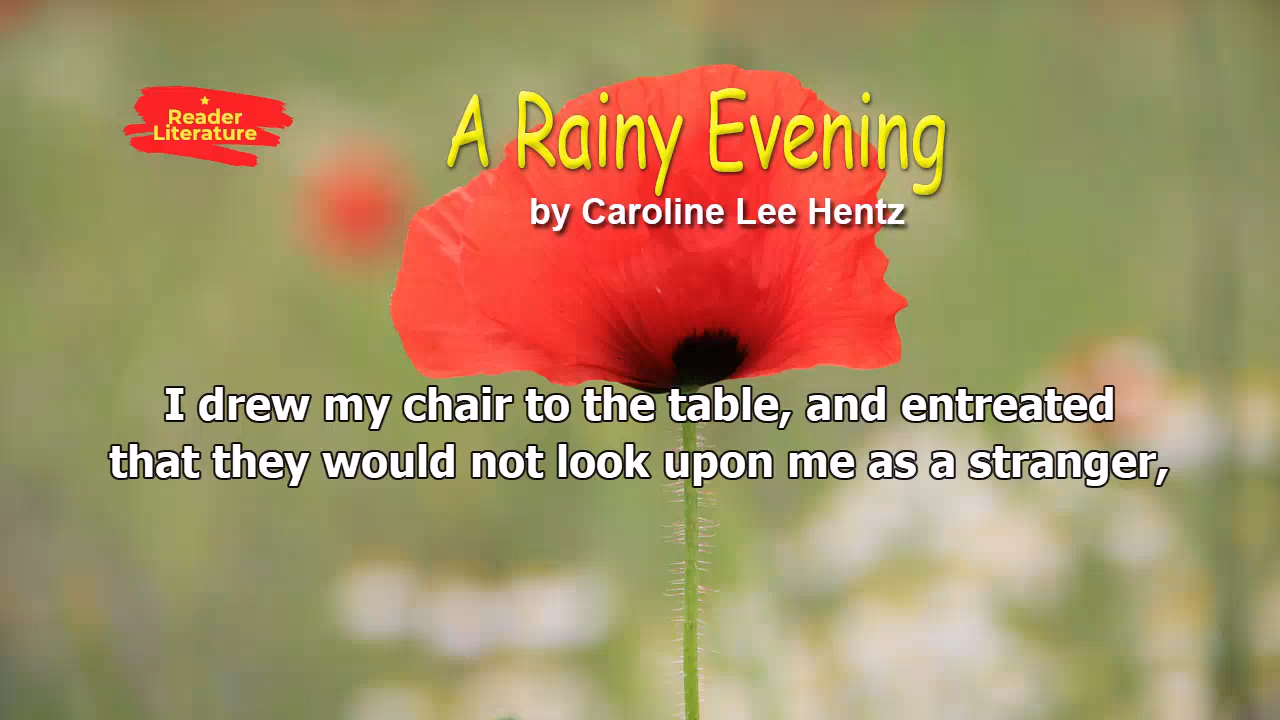 Reader
Literature
A Rainy Evening
by Caroline Lee Hentz
I drew my chair to the table, and entreated
that they would not look upon me as a stranger,